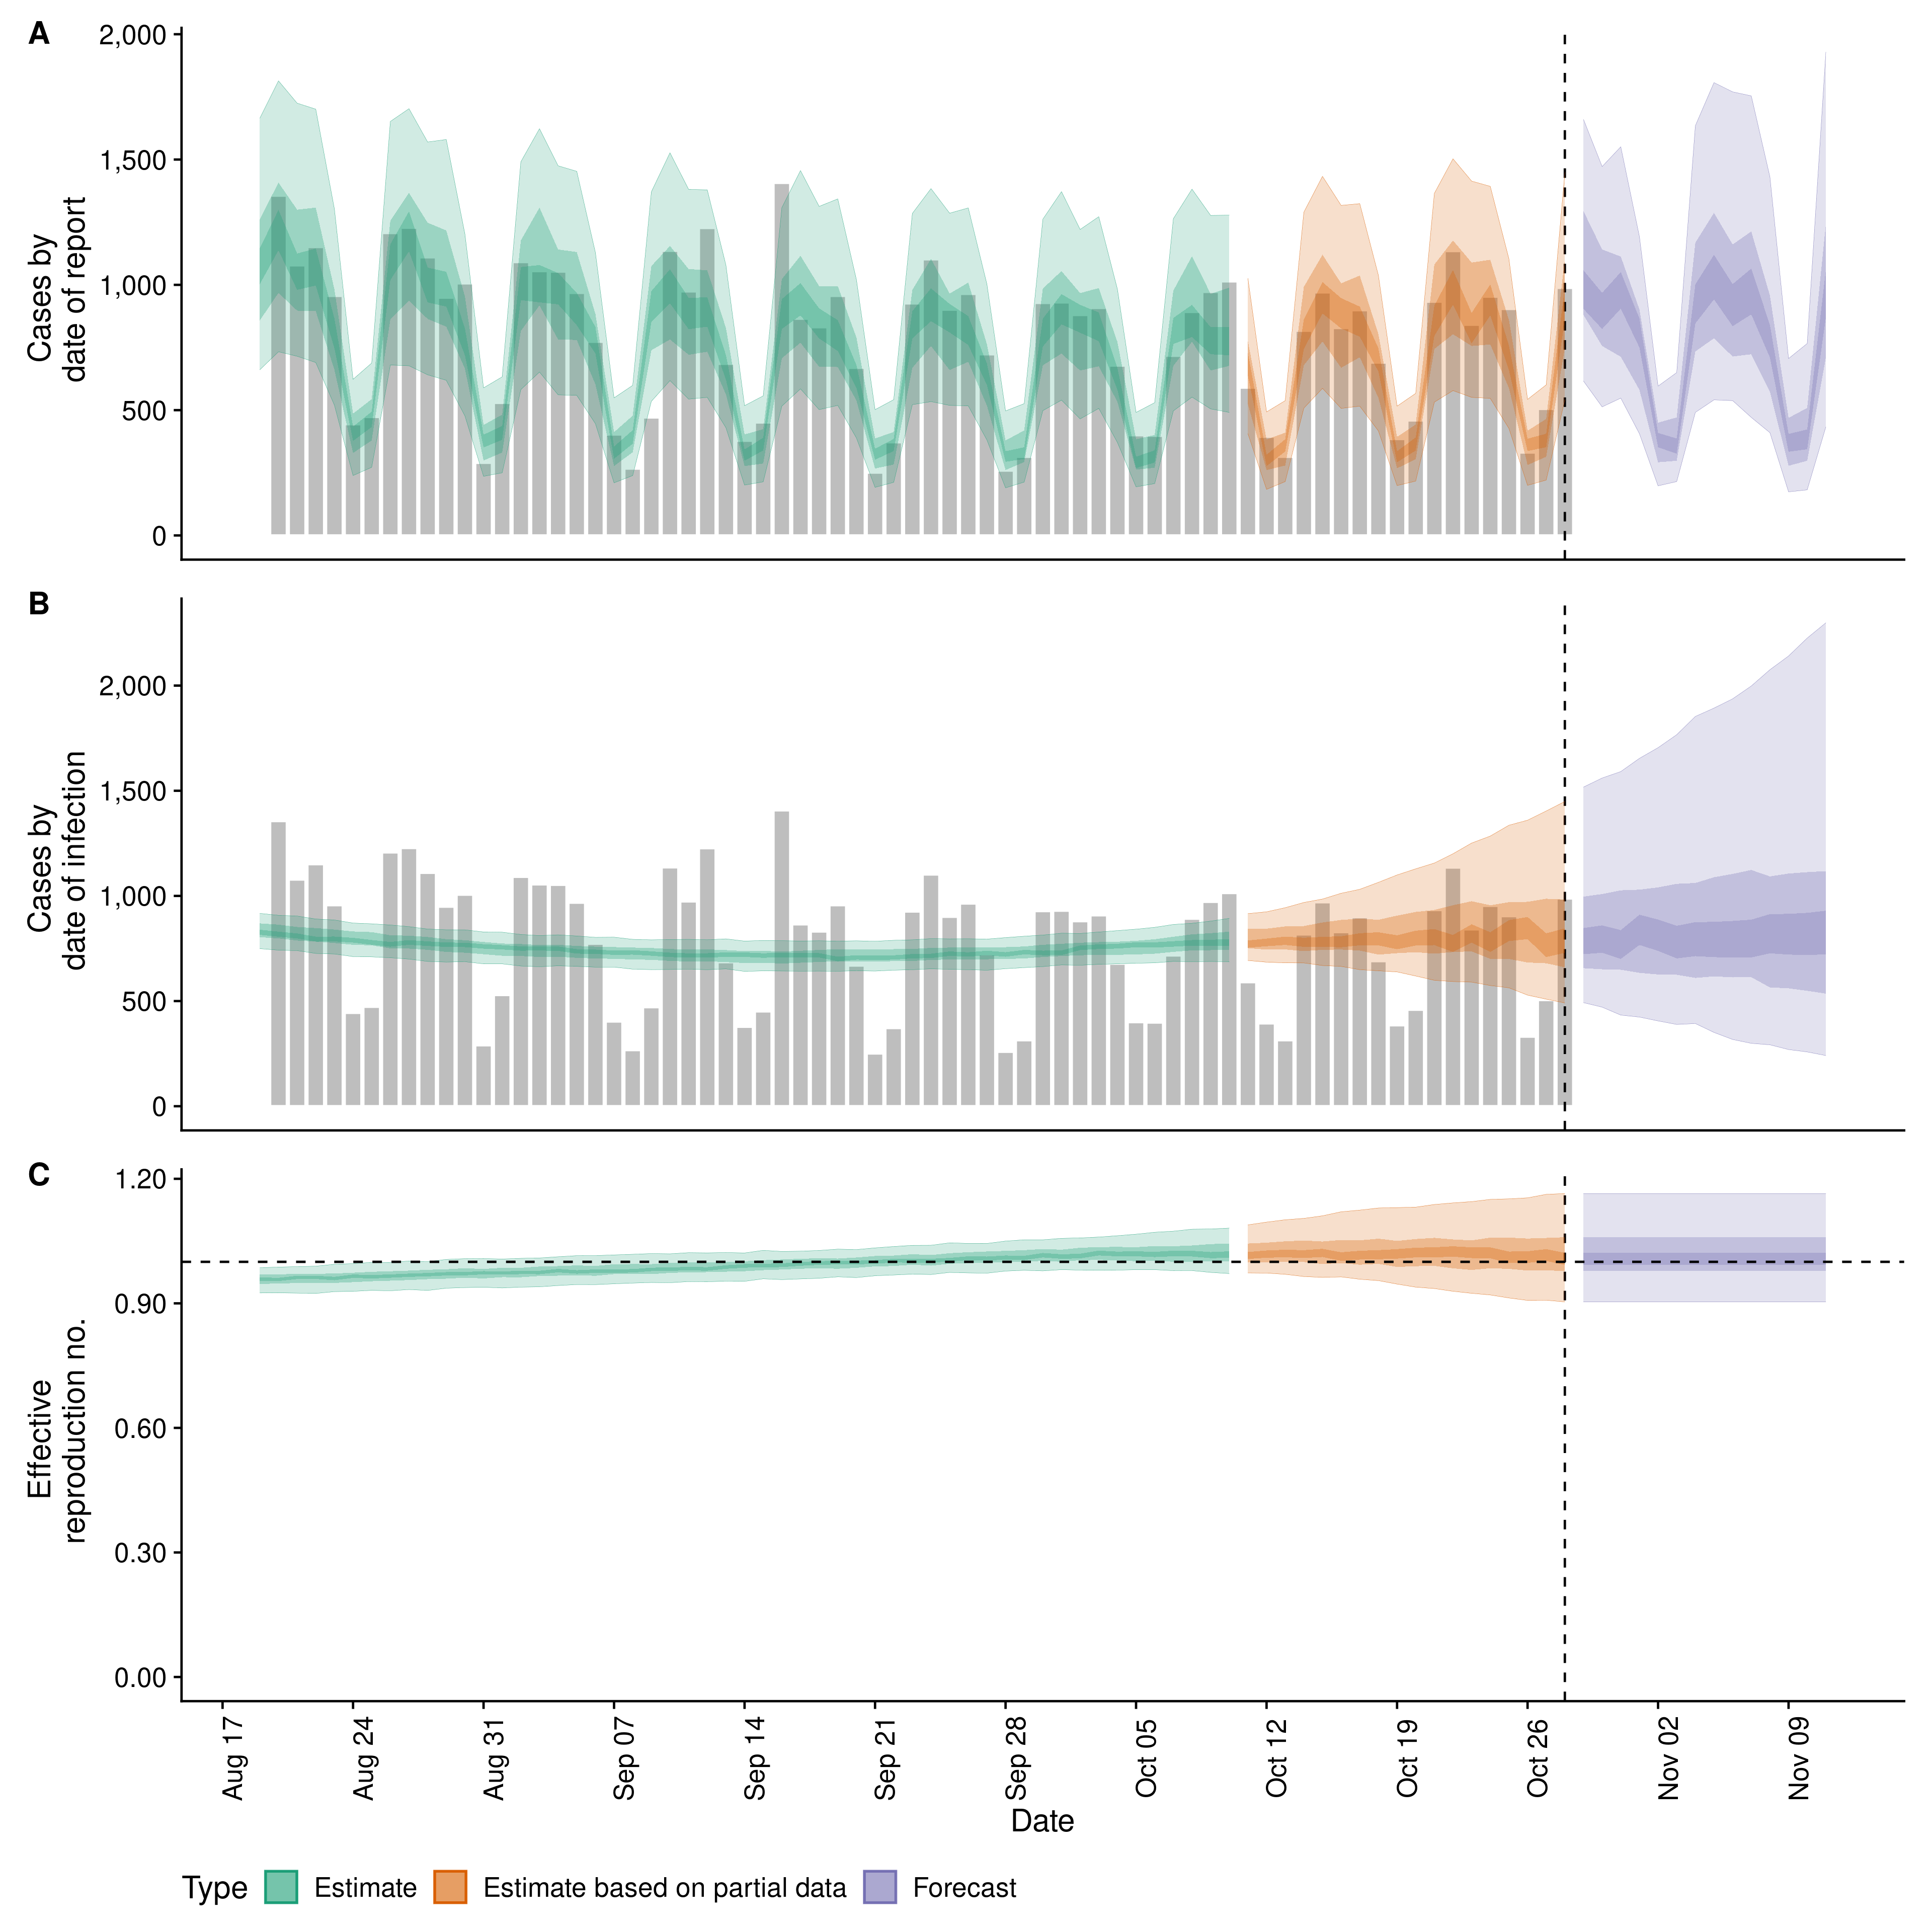 A
2,000
1,500
1,000
500
0
Cases by
date of report
B
2,000
1,500
1,000
500
0
Cases by
date of infection
C
1.20
0.90
0.60
0.30
0.00
Effective
reproduction no.
Aug 17
Aug 24
Aug 31
Sep 07
Sep 14
Sep 21
Sep 28
Oct 05
Oct 12
Oct 19
Oct 26
Nov 02
Nov 09
Date
Type Estimate Estimate based on partial data Forecast